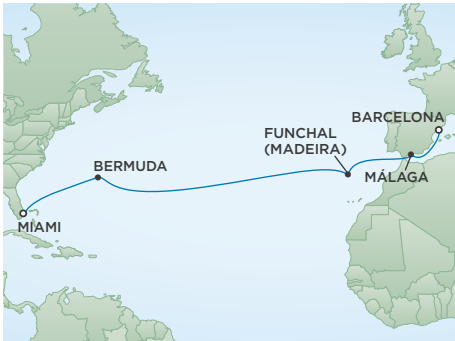 BARCELONA
FUNCHAL
(MADEIRA)
BERMUDA
MÁLAGA
MIAMI